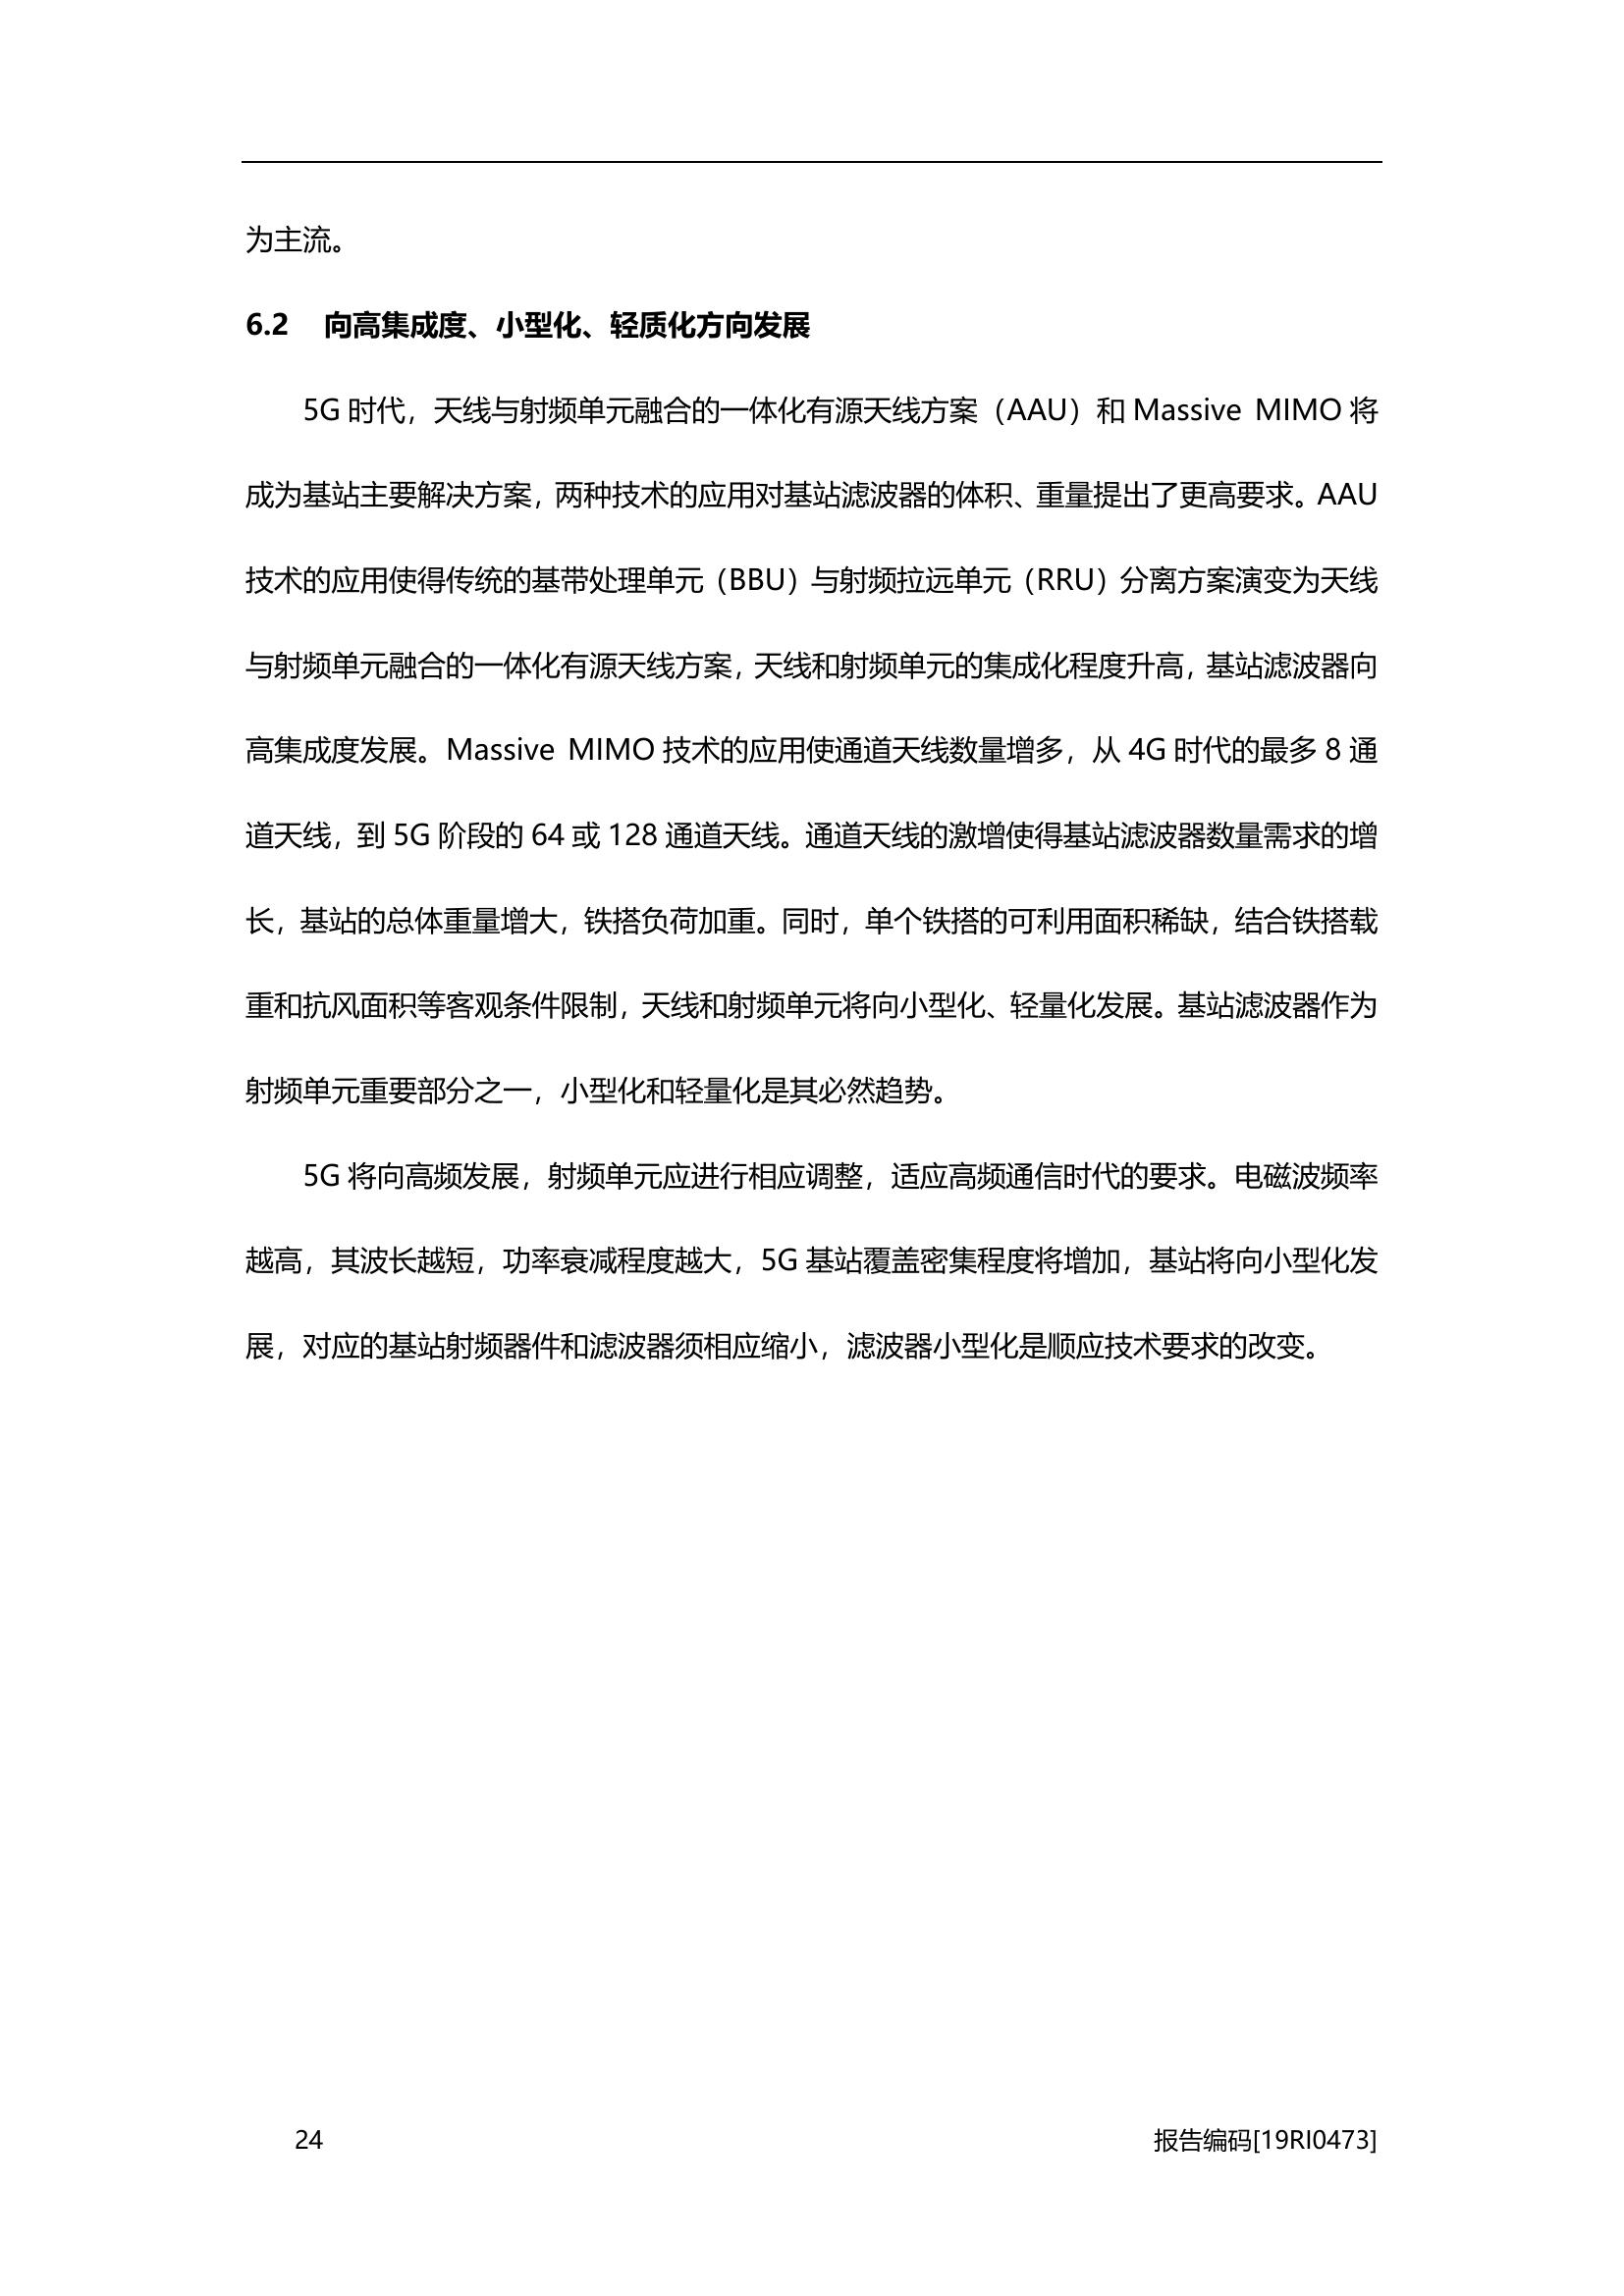 为主流。
6.2 向高集成度、小型化、轻质化方向发展
5G 时代，天线与射频单元融合的一体化有源天线方案（AAU）和 Massive MIMO 将
成为基站主要解决方案，两种技术的应用对基站滤波器的体积、重量提出了更高要求。AAU
技术的应用使得传统的基带处理单元（BBU）与射频拉远单元（RRU）分离方案演变为天线
与射频单元融合的一体化有源天线方案，天线和射频单元的集成化程度升高，基站滤波器向
高集成度发展。Massive MIMO 技术的应用使通道天线数量增多，从 4G 时代的最多 8 通
道天线，到 5G 阶段的 64 或 128 通道天线。通道天线的激增使得基站滤波器数量需求的增
长，基站的总体重量增大，铁搭负荷加重。同时，单个铁搭的可利用面积稀缺，结合铁搭载
重和抗风面积等客观条件限制，天线和射频单元将向小型化、轻量化发展。基站滤波器作为
射频单元重要部分之一，小型化和轻量化是其必然趋势。
5G 将向高频发展，射频单元应进行相应调整，适应高频通信时代的要求。电磁波频率
越高，其波长越短，功率衰减程度越大，5G 基站覆盖密集程度将增加，基站将向小型化发
展，对应的基站射频器件和滤波器须相应缩小，滤波器小型化是顺应技术要求的改变。
24 报告编码[19RI0473]